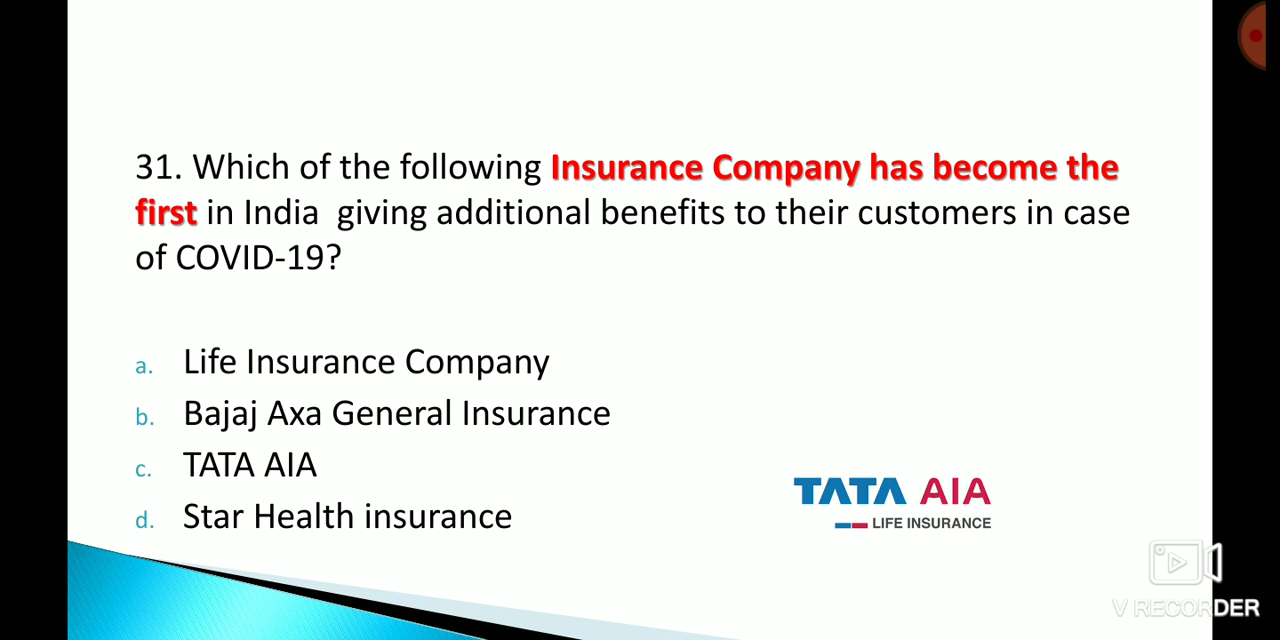 31. Which of the following Insurance Company has become the
first in India giving additional benefits to their customers in case
of COVID-19?
a. Life Insurance Company
b. Bajaj Axa General Insurance
c. TATA AIA
d. Star Health insurance
TATA AIA
LIFE INSURANCE
V RECORDER